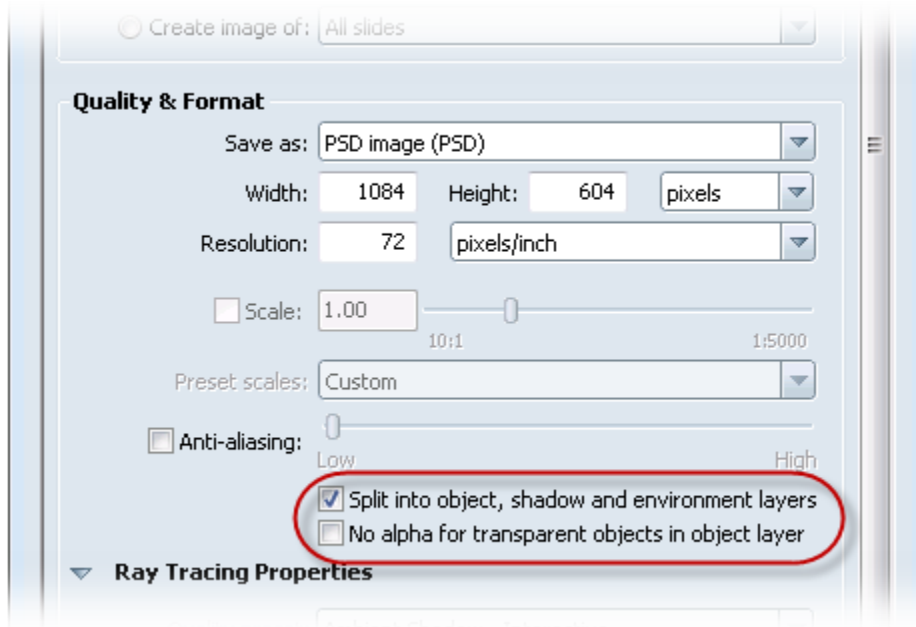 Create image of: All slides
Quality & Format
Save as: PSD image (PSD)
Width: 1084 Height: 604 pixels
Resolution: 72 pixels/inch
Scale: 1.00
10:1 1:5000
Preset scales: Custom
Anti-aliasing:
Low High
Split into object, shadow and environment layers
No alpha for transparent objects in object layer
Ray Tracing Properties